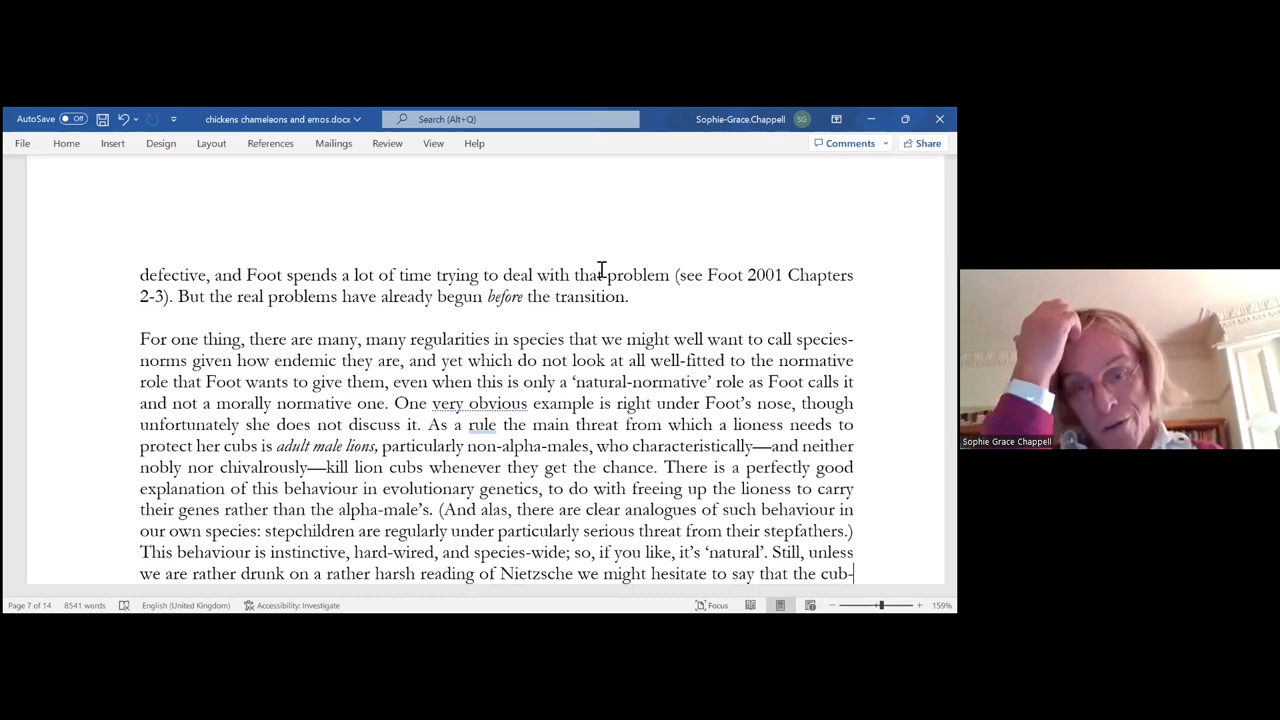 AutoSave Off chickens chameleons and emos.docx Search (Alt+Q) Sophie-Grace.Chappell SG
File Home Insert Design Layout References Mailings Review View Help Comments Share
defective, and Foot spends a lot of time trying to deal with that problem (see Foot 2001 Chapters
2-3). But the real problems have already begun before the transition.
For one thing, there are many, many regularities in species that we might well want to call species-
norms given how endemic they are, and yet which do not look at all well-fitted to the normative
role that Foot wants to give them, even when this is only a ‘natural-normative’ role as Foot calls it
and not a morally normative one. One very obvious example is right under Foot’s nose, though
unfortunately she does not discuss it. As a rule the main threat from which a lioness needs to
protect her cubs is adult male lions, particularly non-alpha-males, who characteristically—and neither
nobly nor chivalrously—kill lion cubs whenever they get the chance. There is a perfectly good
explanation of this behaviour in evolutionary genetics, to do with freeing up the lioness to carry
their genes rather than the alpha-male’s. (And alas, there are clear analogues of such behaviour in
our own species: stepchildren are regularly under particularly serious threat from their stepfathers.)
This behaviour is instinctive, hard-wired, and species-wide; so, if you like, it’s ‘natural’. Still, unless
we are rather drunk on a rather harsh reading of Nietzsche we might hesitate to say that the cub-
Page 7 of 14 8541 words English (United Kingdom) Accessibility: Investigate Focus 159%
Sophie Grace Chappell